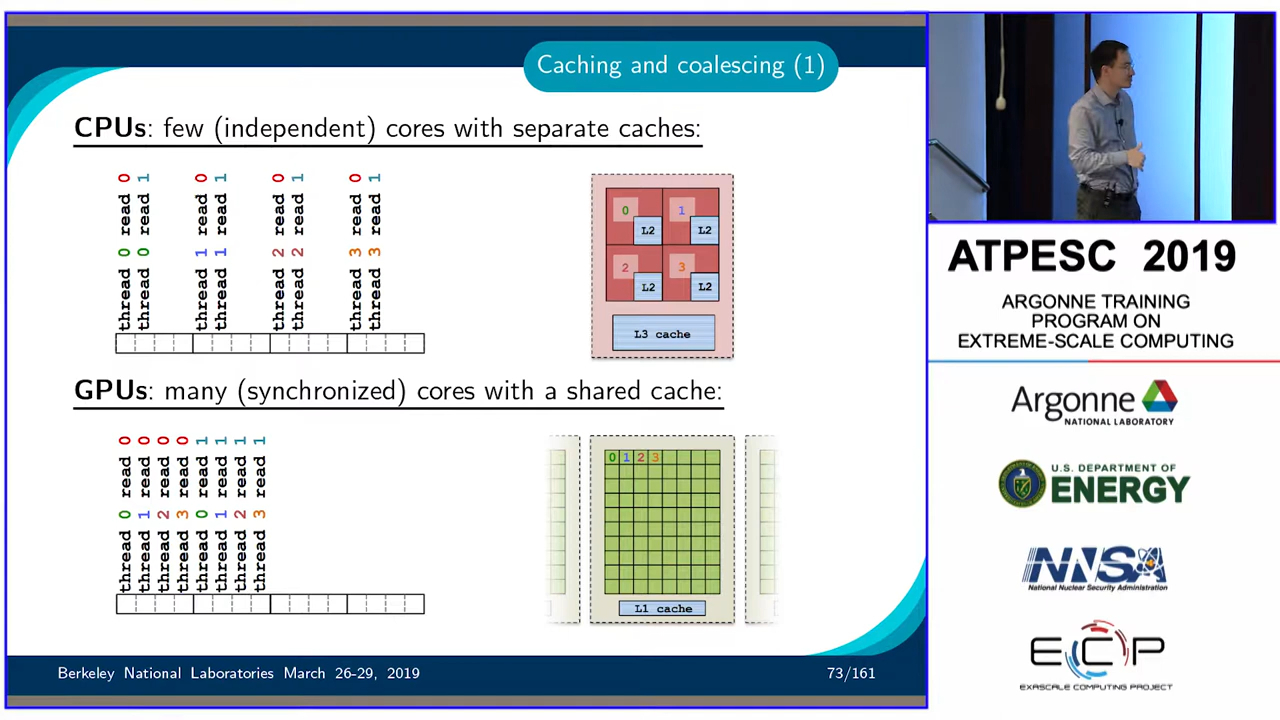 Caching and coalescing (1)
CPUs: few (independent) cores with separate caches:
thread 0 read 0
thread 0 read 1
thread 1 read 0
thread 1 read 1
thread 2 read 0
thread 2 read 1
thread 3 read 0
thread 3 read 1
0 1
L2 L2
2 3
L2 L2
L3 cache
GPUs: many (synchronized) cores with a shared cache:
thread 0 read 0
thread 1 read 0
thread 2 read 0
thread 3 read 0
thread 0 read 1
thread 1 read 1
thread 2 read 1
thread 3 read 1
0 1 2 3
L1 cache
Berkeley National Laboratories March 26-29, 2019
73/161
ATPESC 2019
ARGONNE TRAINING
PROGRAM ON
EXTREME-SCALE COMPUTING
Argonne
NATIONAL LABORATORY
U.S. DEPARTMENT OF
ENERGY
NNSA
National Nuclear Security Administration
ECP
EXASCALE COMPUTING PROJECT